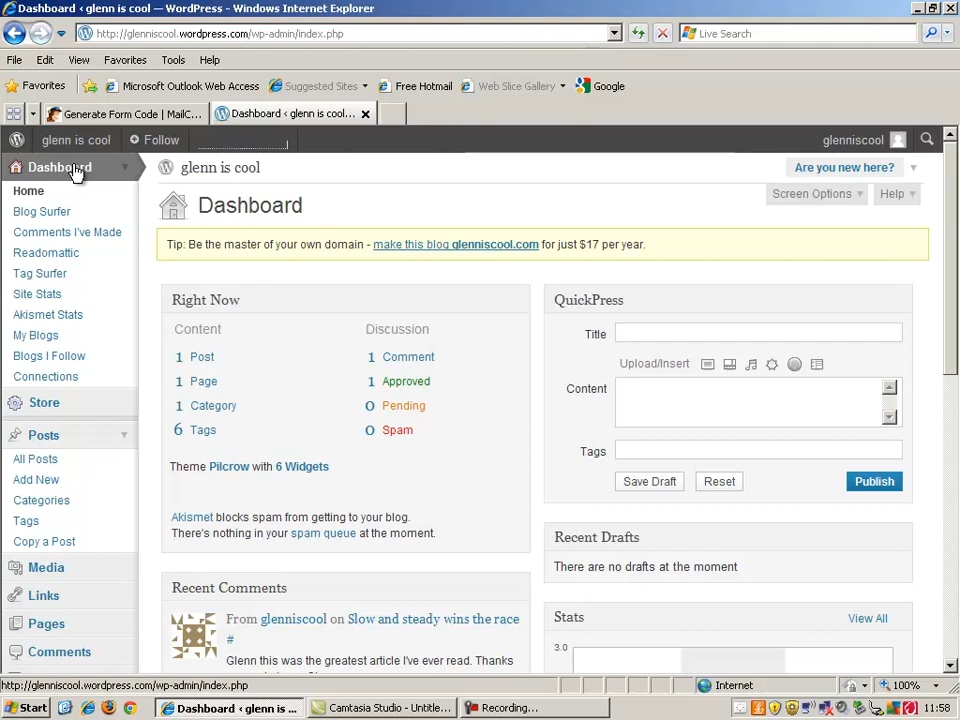 Dashboard ‹ glenn is cool — WordPress - Windows Internet Explorer
http://glenniscool.wordpress.com/wp-admin/index.php
Live Search
File Edit View Favorites Tools Help
Favorites Microsoft Outlook Web Access Suggested Sites Free Hotmail Web Slice Gallery Google
Generate Form Code | MailC... Dashboard ‹ glenn is cool...
glenn is cool Follow glenniscool
Dashboard
glenn is cool
Are you new here?
Home
Screen Options Help
Dashboard
Blog Surfer
Comments I've Made
Tip: Be the master of your own domain - make this blog glenniscool.com for just $17 per year.
Readomattic
Tag Surfer
Site Stats
Akismet Stats
My Blogs
Blogs I Follow
Connections
Store
Posts
All Posts
Add New
Categories
Tags
Copy a Post
Media
Links
Pages
Comments
Right Now
Content Discussion
1 Post 1 Comment
1 Page 1 Approved
1 Category 0 Pending
6 Tags 0 Spam
Theme Pilcrow with 6 Widgets
Akismet blocks spam from getting to your blog.
There's nothing in your spam queue at the moment.
Recent Comments
From glenniscool on Slow and steady wins the race
#
Glenn this was the greatest article I've ever read. Thanks
QuickPress
Title
Upload/Insert
Content
Tags
Save Draft Reset Publish
Recent Drafts
There are no drafts at the moment
Stats View All
3.0
http://glenniscool.wordpress.com/wp-admin/index.php
Internet
100%
Start
Dashboard ‹ glenn is ...
Camtasia Studio - Untitle...
Recording...
11:58